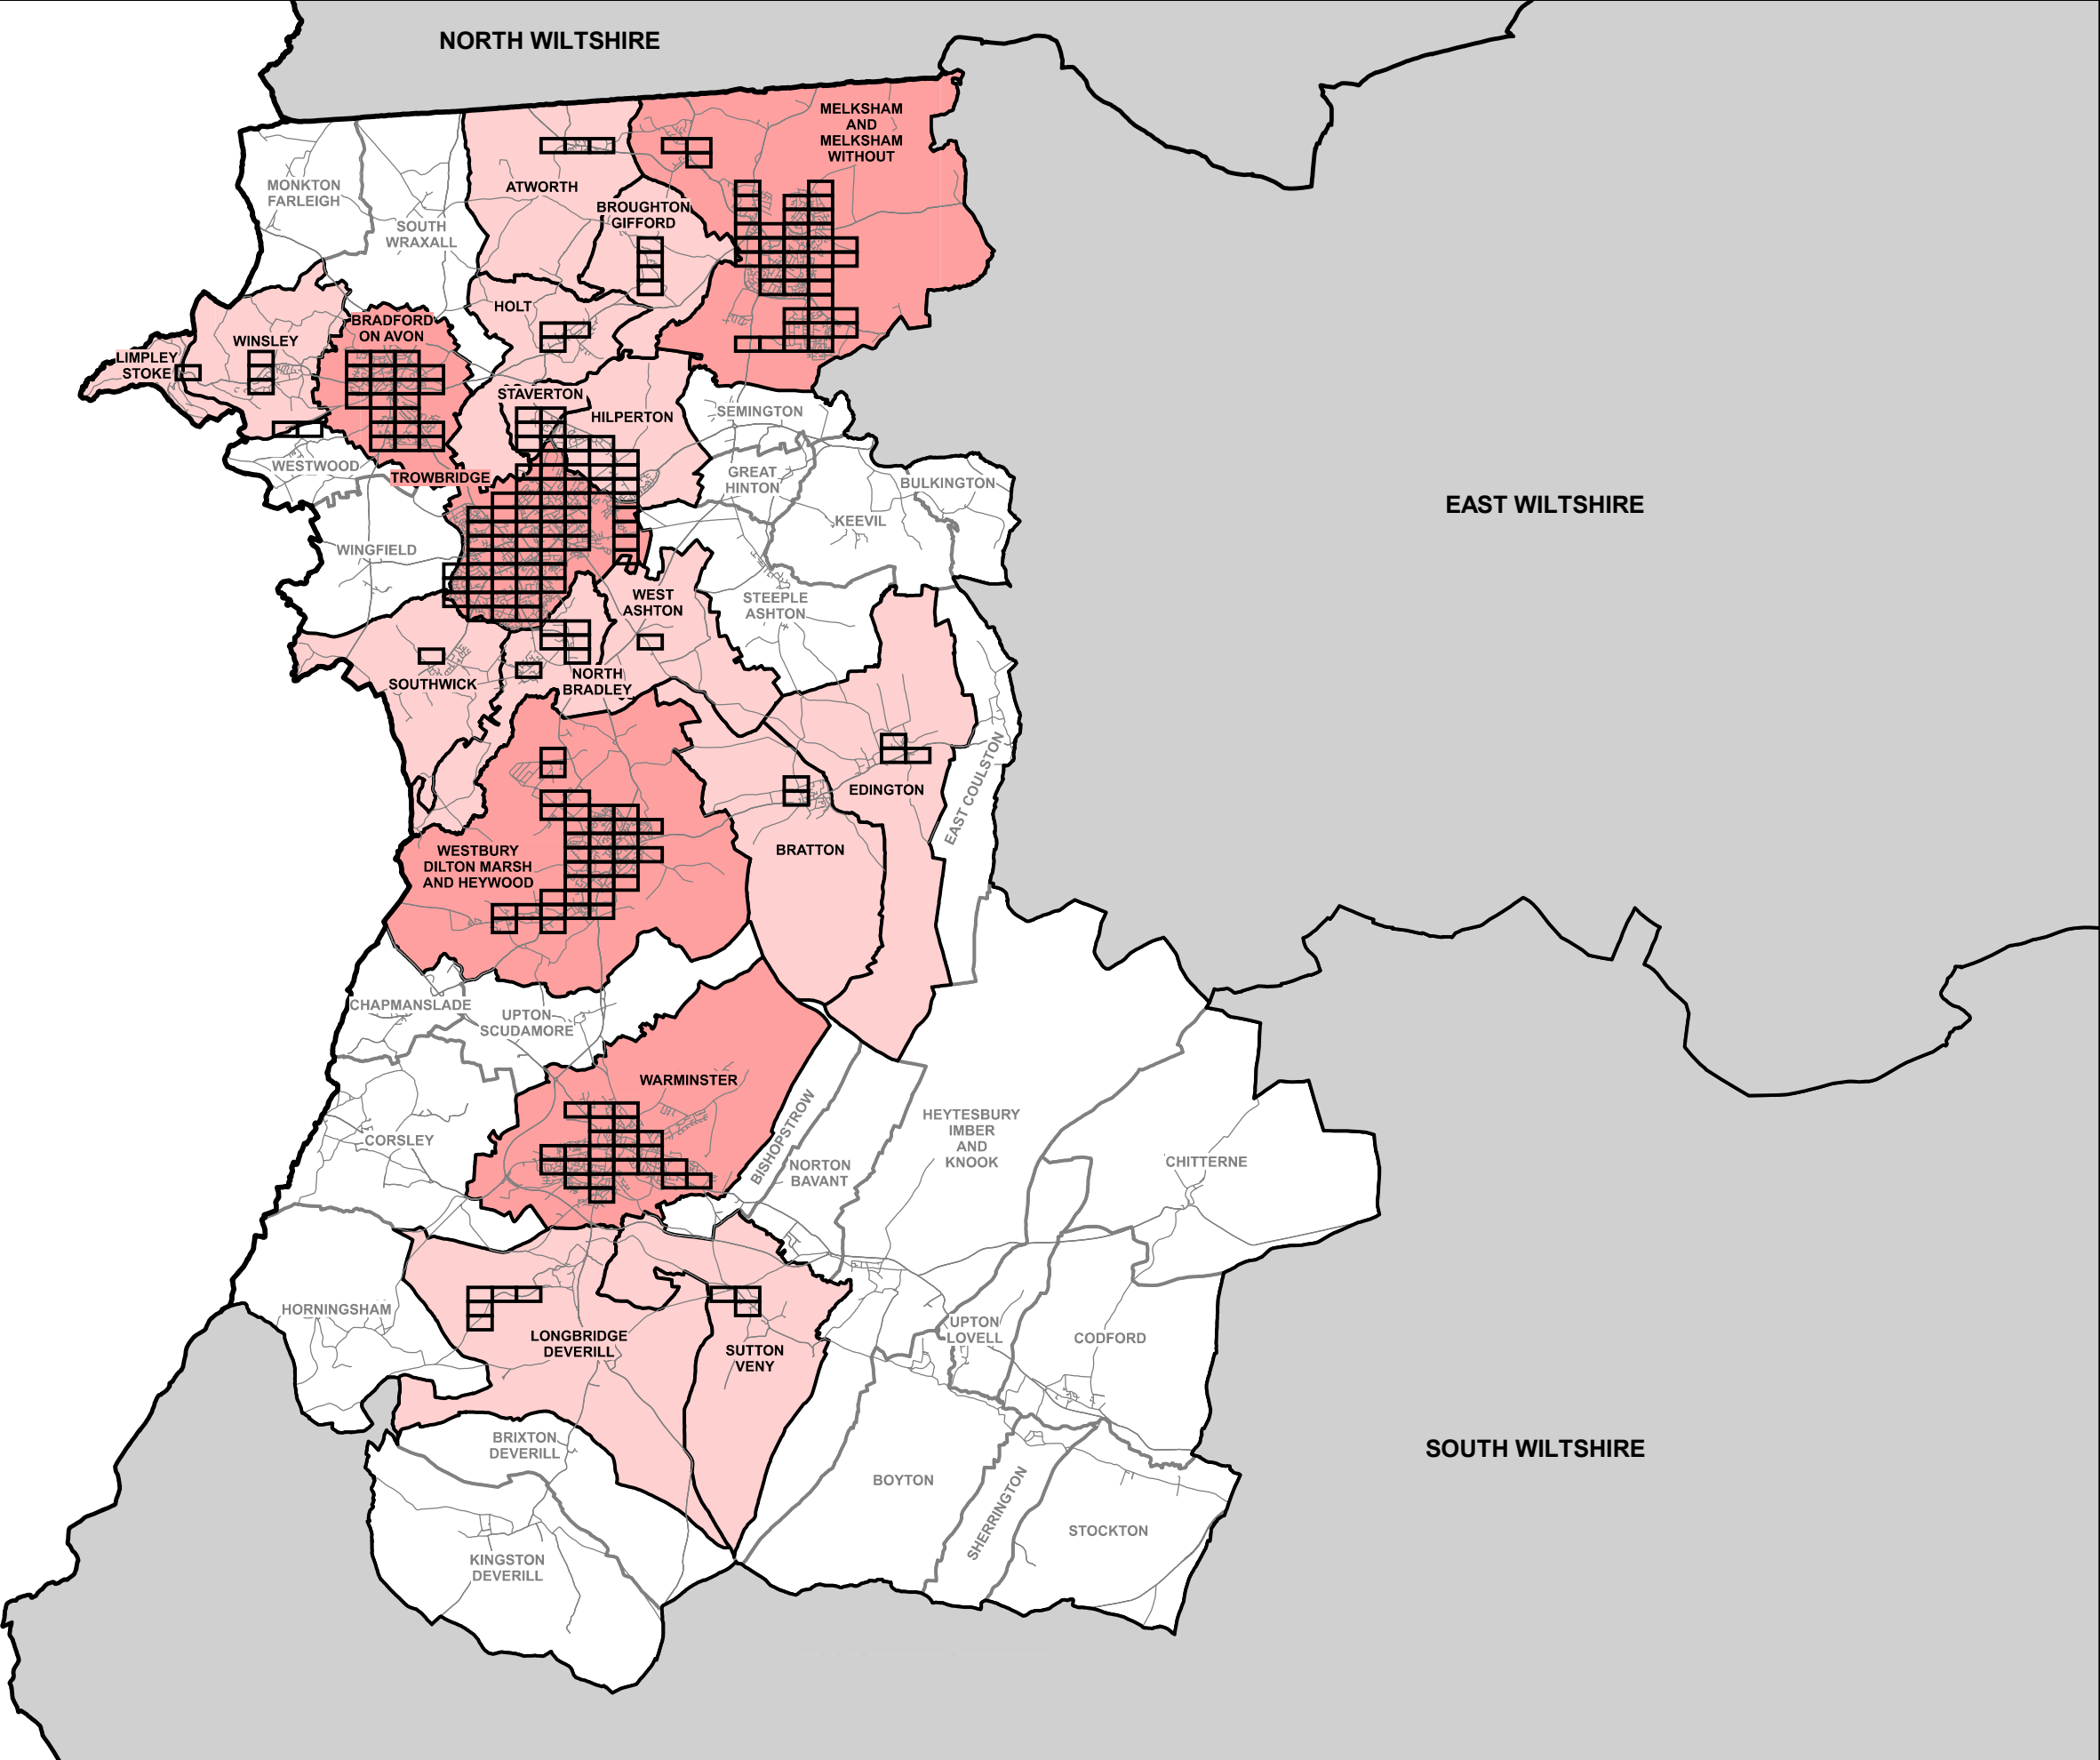 NORTH WILTSHIRE
MELKSHAM
AND
MELKSHAM
WITHOUT
MONKTON
FARLEIGH
ATWORTH
SOUTH
WRAXALL
BROUGHTON
GIFFORD
HOLT
BRADFORD
ON AVON
WINSLEY
LIMPLEY
STOKE
STAVERTON
HILPERTON
SEMINGTON
WESTWOOD
TROWBRIDGE
GREAT
HINTON
BULKINGTON
EAST WILTSHIRE
KEEVIL
WINGFIELD
WEST
ASHTON
STEEPLE
ASHTON
SOUTHWICK
NORTH
BRADLEY
EDINGTON
EAST COULSTON
BRATTON
WESTBURY
DILTON MARSH
AND HEYWOOD
CHAPMANSLADE
UPTON
SCUDAMORE
WARMINSTER
BISHOPSTROW
HEYTESBURY
IMBER
AND
KNOOK
CORSLEY
NORTON
BAVANT
CHITTERNE
HORNINGSHAM
LONGBRIDGE
DEVERILL
SUTTON
VENY
UPTON
LOVELL
CODFORD
BRIXTON
DEVERILL
SOUTH WILTSHIRE
BOYTON
SHERRINGTON
STOCKTON
KINGSTON
DEVERILL